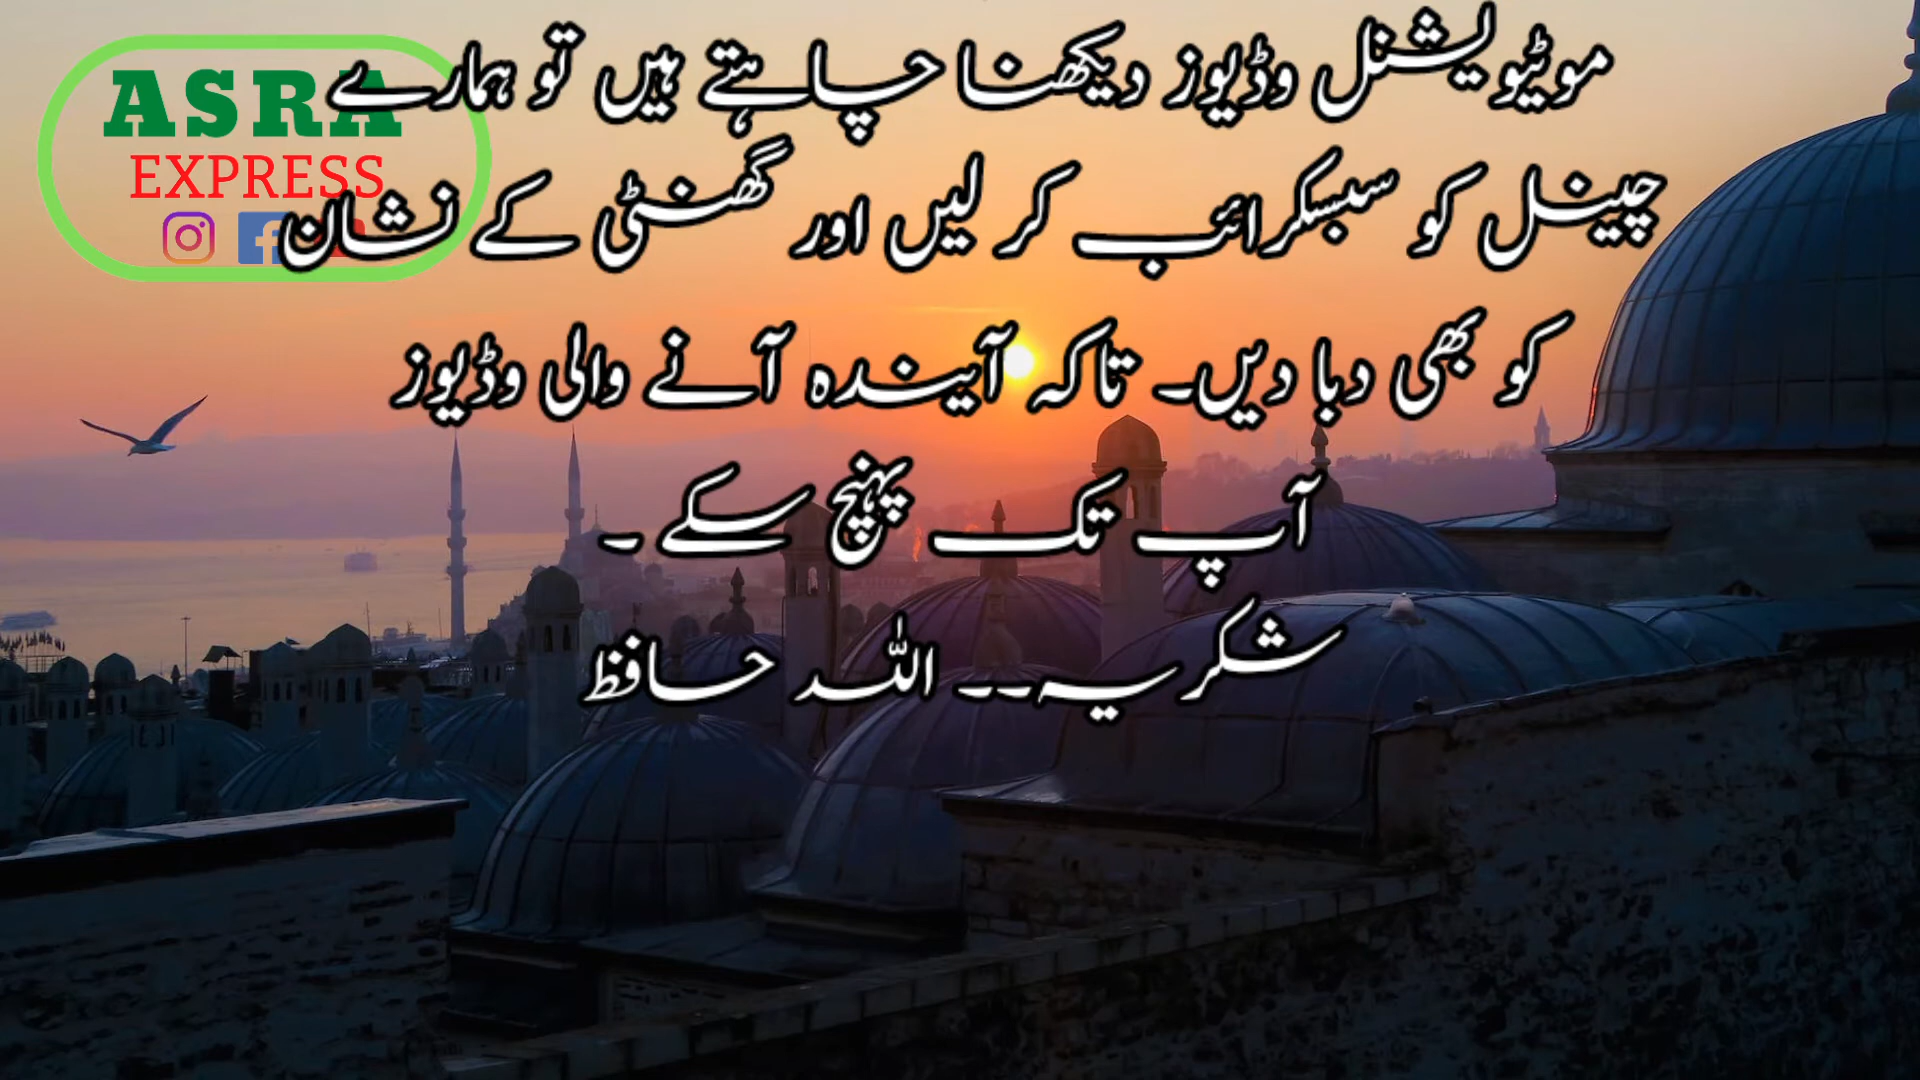 ASRA
EXPRESS
موٹیویشنل وڈیوز دیکھنا چاہتے ہیں تو ہمارے
چینل کو سبسکرائب کر لیں اور گھنٹی کے نشان
کو بھی دبا دیں۔ تاکہ آیندہ آنے والی وڈیوز
آپ تک پہنچ سکے ۔
شکریہ۔۔ اللہ حافظ